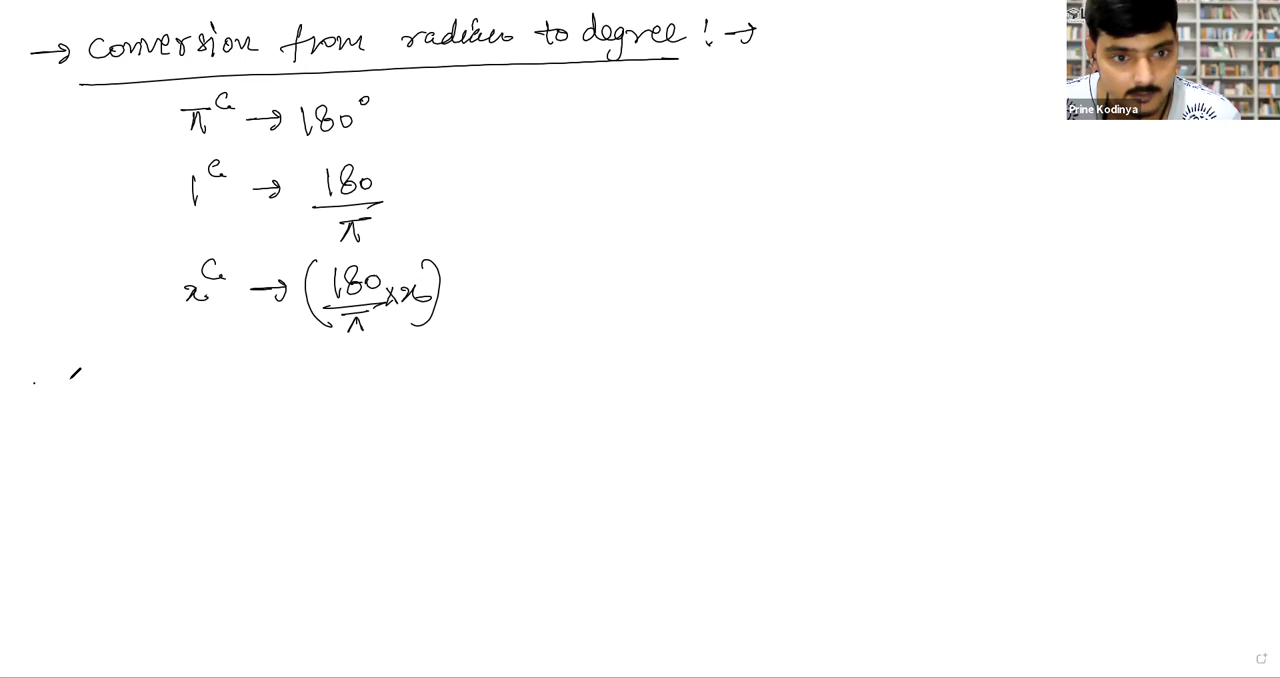 → conversion from radian to degree :→
π^c → 180°
1^c → 180/π
x^c → (180/π × x)
Prine Kodinya